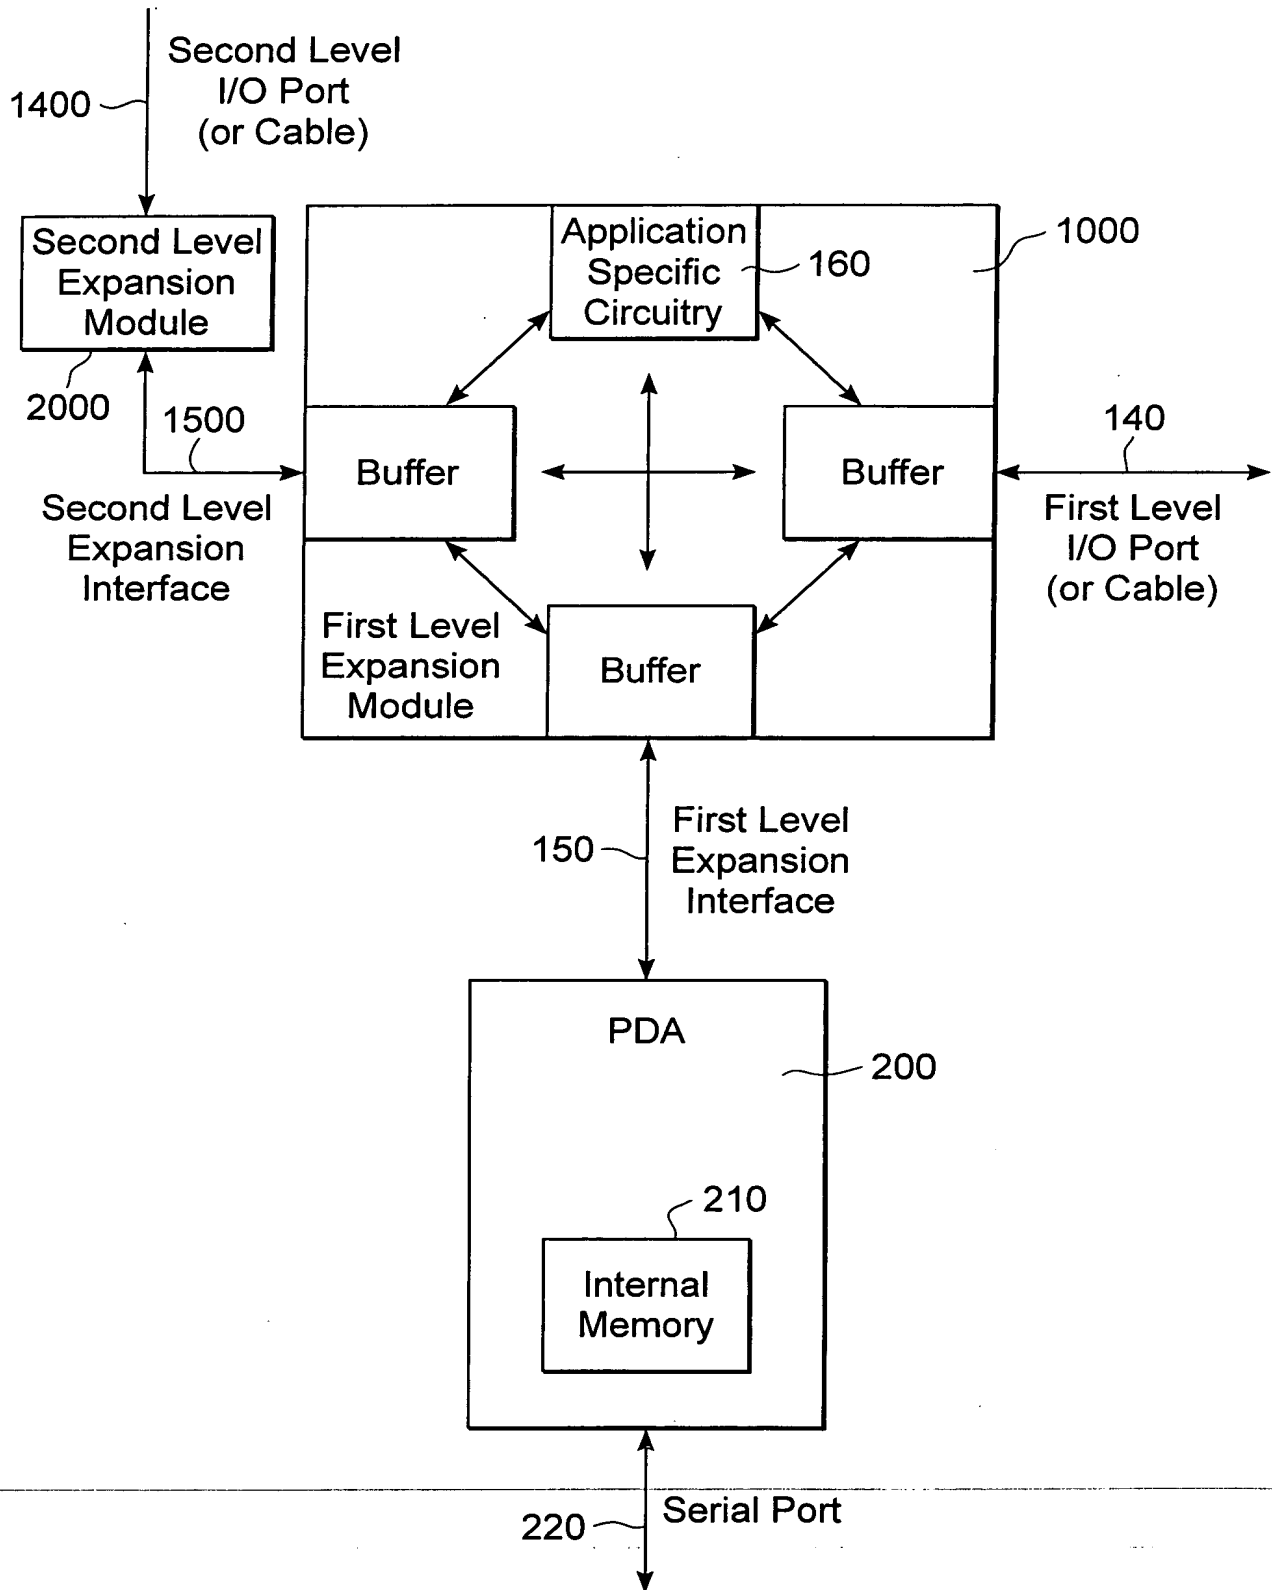 Second Level
I/O Port
(or Cable)
1400
Second Level
Expansion
Module
2000
1500
Second Level
Expansion
Interface
Application
Specific
Circuitry
160
1000
Buffer
Buffer
140
First Level
I/O Port
(or Cable)
First Level
Expansion
Module
Buffer
150
First Level
Expansion
Interface
PDA
200
210
Internal
Memory
220
Serial Port